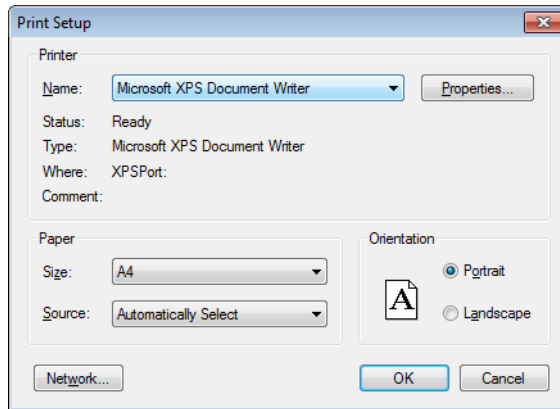 Print Setup
Printer
Name: Microsoft XPS Document Writer Properties...
Status: Ready
Type: Microsoft XPS Document Writer
Where: XPSPort:
Comment:
Paper Orientation
Size: A4 Portrait
A
Source: Automatically Select Landscape
Network... OK Cancel